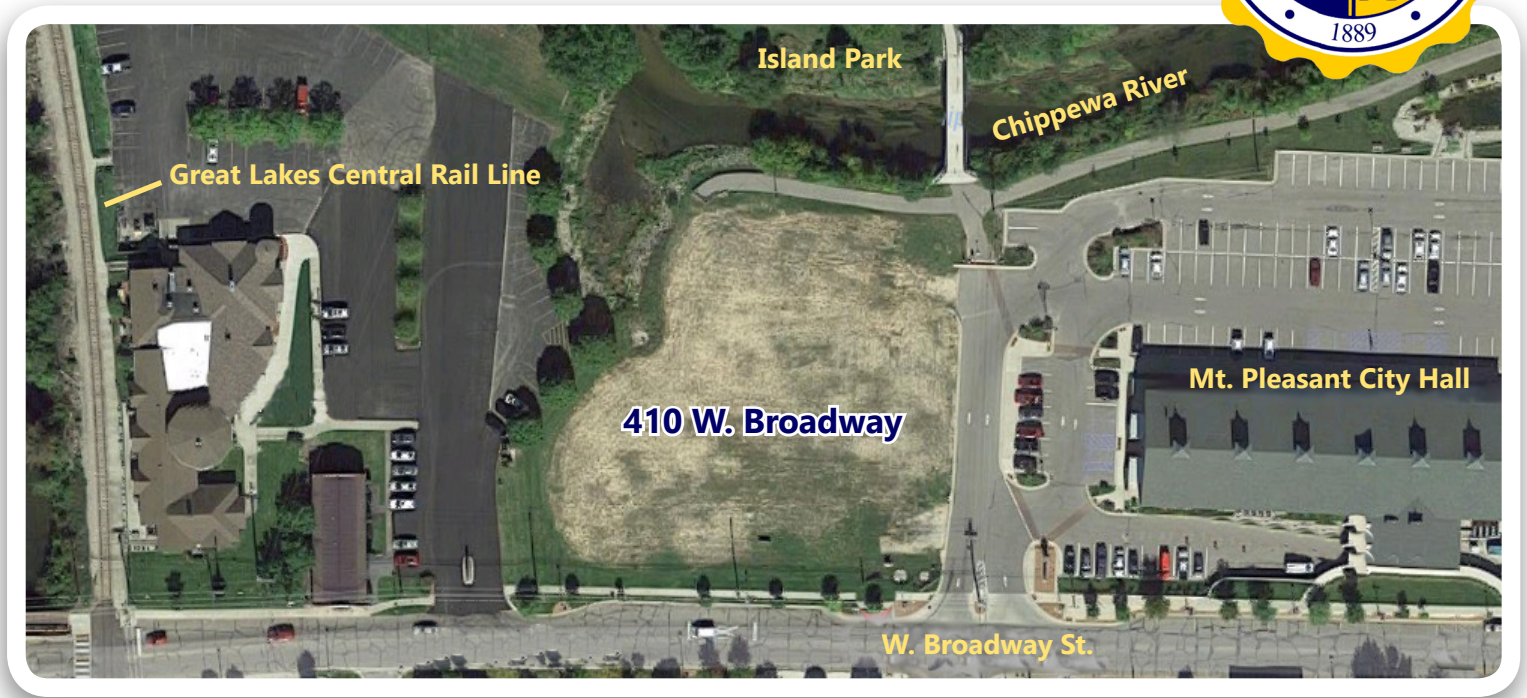 1889
Island Park
Chippewa River
Great Lakes Central Rail Line
Mt. Pleasant City Hall
410 W. Broadway
W. Broadway St.